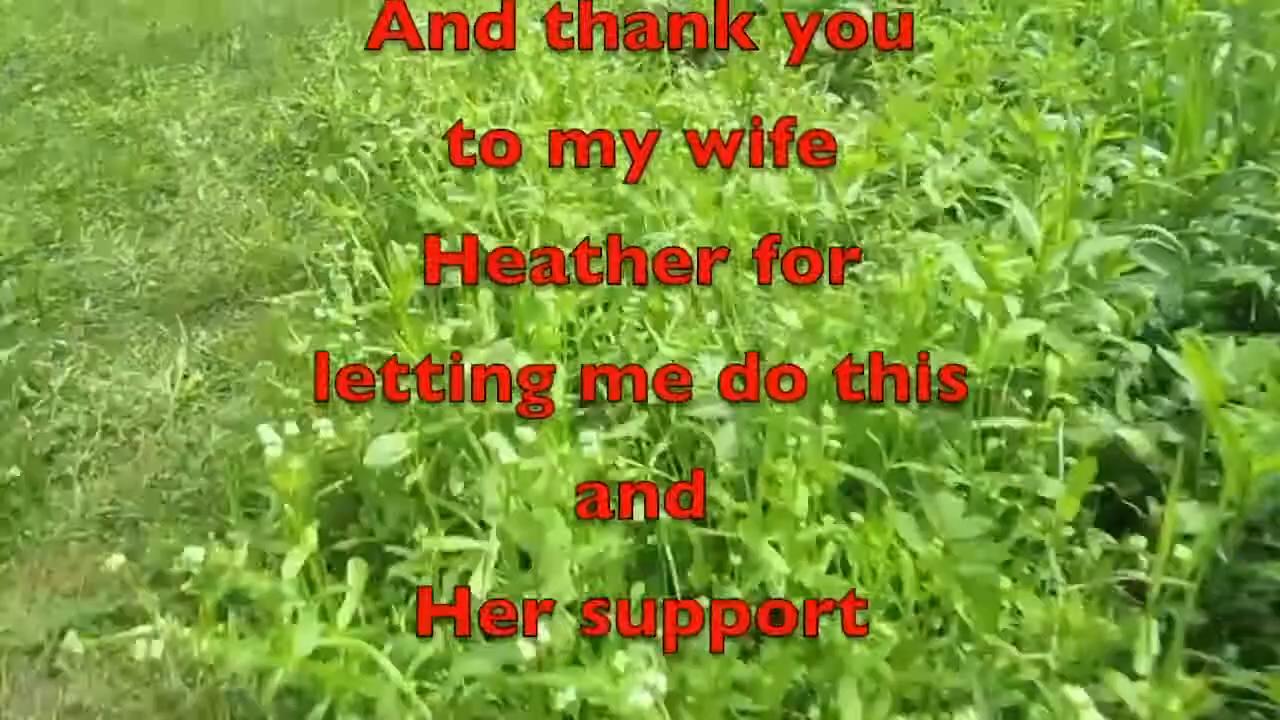 And thank you
to my wife
Heather for
letting me do this
and
Her support